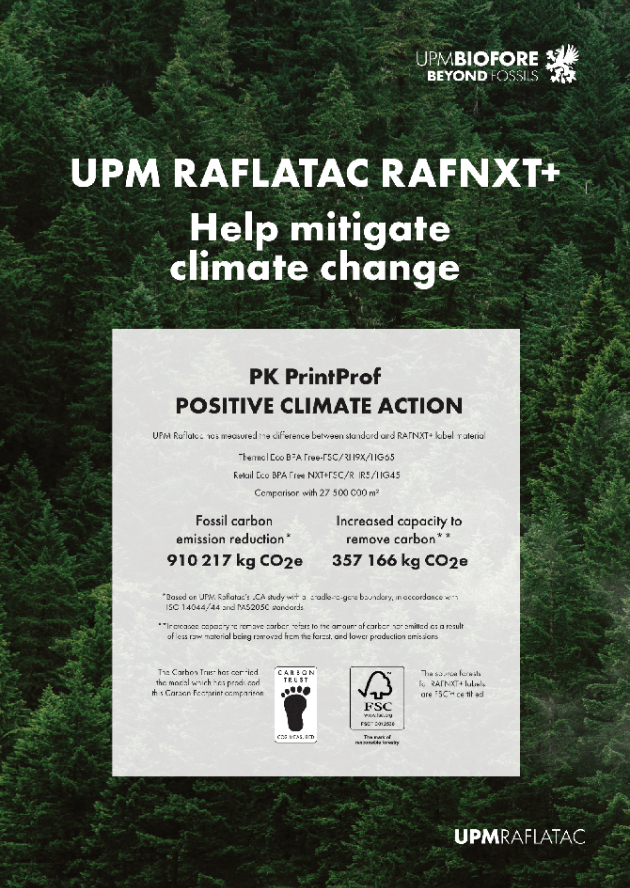 UPMBIOFORE
BEYOND FOSSILS
UPM RAFLATAC RAFNXT+
Help mitigate
climate change
PK PrintProf
POSITIVE CLIMATE ACTION
UPM Raflatac has measured the difference between standard and RAFNXT+ label material
Thermal Eco BPA Free-FSC/RH9X/HG65
Retail Eco BPA Free NXT+FSC/RHR5/HG45
Comparison with 27 500 000 m²
Fossil carbon
emission reduction*
910 217 kg CO2e
Increased capacity to
remove carbon**
357 166 kg CO2e
*Based on UPM Raflatac's LCA study with a cradle-to-gate boundary, in accordance with
ISO 14044/44 and PAS2050 standards.
**Increased capacity to remove carbon refers to the amount of carbon not emitted as a result
of less raw material being removed from the forest, and lower production emissions
The Carbon Trust has certified
the model which has produced
this Carbon Footprint comparison
CARBON
TRUST
CO2 MEASURED
FSC
www.fsc.org
The mark of
responsible forestry
The source forests
for RAFNXT+ labels
are FSC™ certified
UPMRAFLATAC